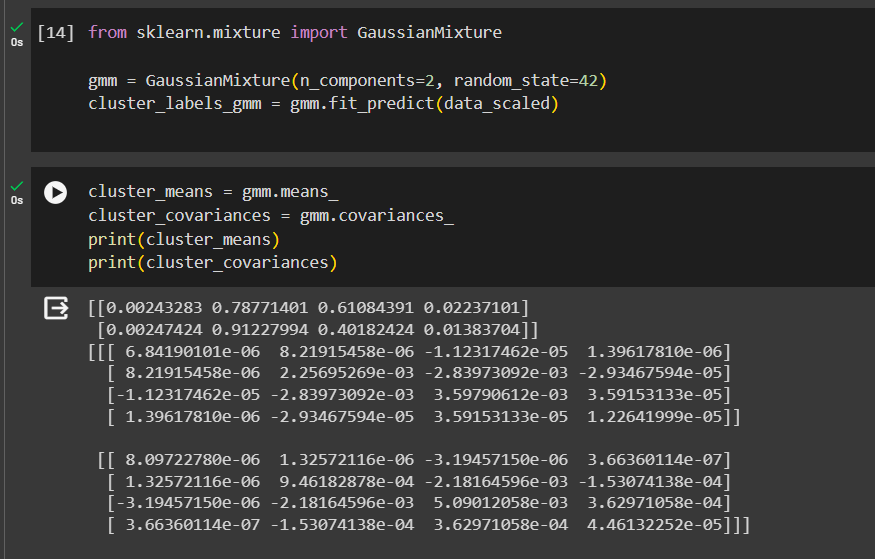 [14] from sklearn.mixture import GaussianMixture
0s
gmm = GaussianMixture(n_components=2, random_state=42)
cluster_labels_gmm = gmm.fit_predict(data_scaled)
cluster_means = gmm.means_
0s
cluster_covariances = gmm.covariances_
print(cluster_means)
print(cluster_covariances)
[[0.00243283 0.78771401 0.61084391 0.02237101]
[0.00247424 0.91227994 0.40182424 0.01383704]]
[[[ 6.84190101e-06 8.21915458e-06 -1.12317462e-05 1.39617810e-06]
[ 8.21915458e-06 2.25695269e-03 -2.83973092e-03 -2.93467594e-05]
[-1.12317462e-05 -2.83973092e-03 3.59790612e-03 3.59153133e-05]
[ 1.39617810e-06 -2.93467594e-05 3.59153133e-05 1.22641999e-05]]
[[ 8.09722780e-06 1.32572116e-06 -3.19457150e-06 3.66360114e-07]
[ 1.32572116e-06 9.46182878e-04 -2.18164596e-03 -1.53074138e-04]
[-3.19457150e-06 -2.18164596e-03 5.09012058e-03 3.62971058e-04]
[ 3.66360114e-07 -1.53074138e-04 3.62971058e-04 4.46132252e-05]]]